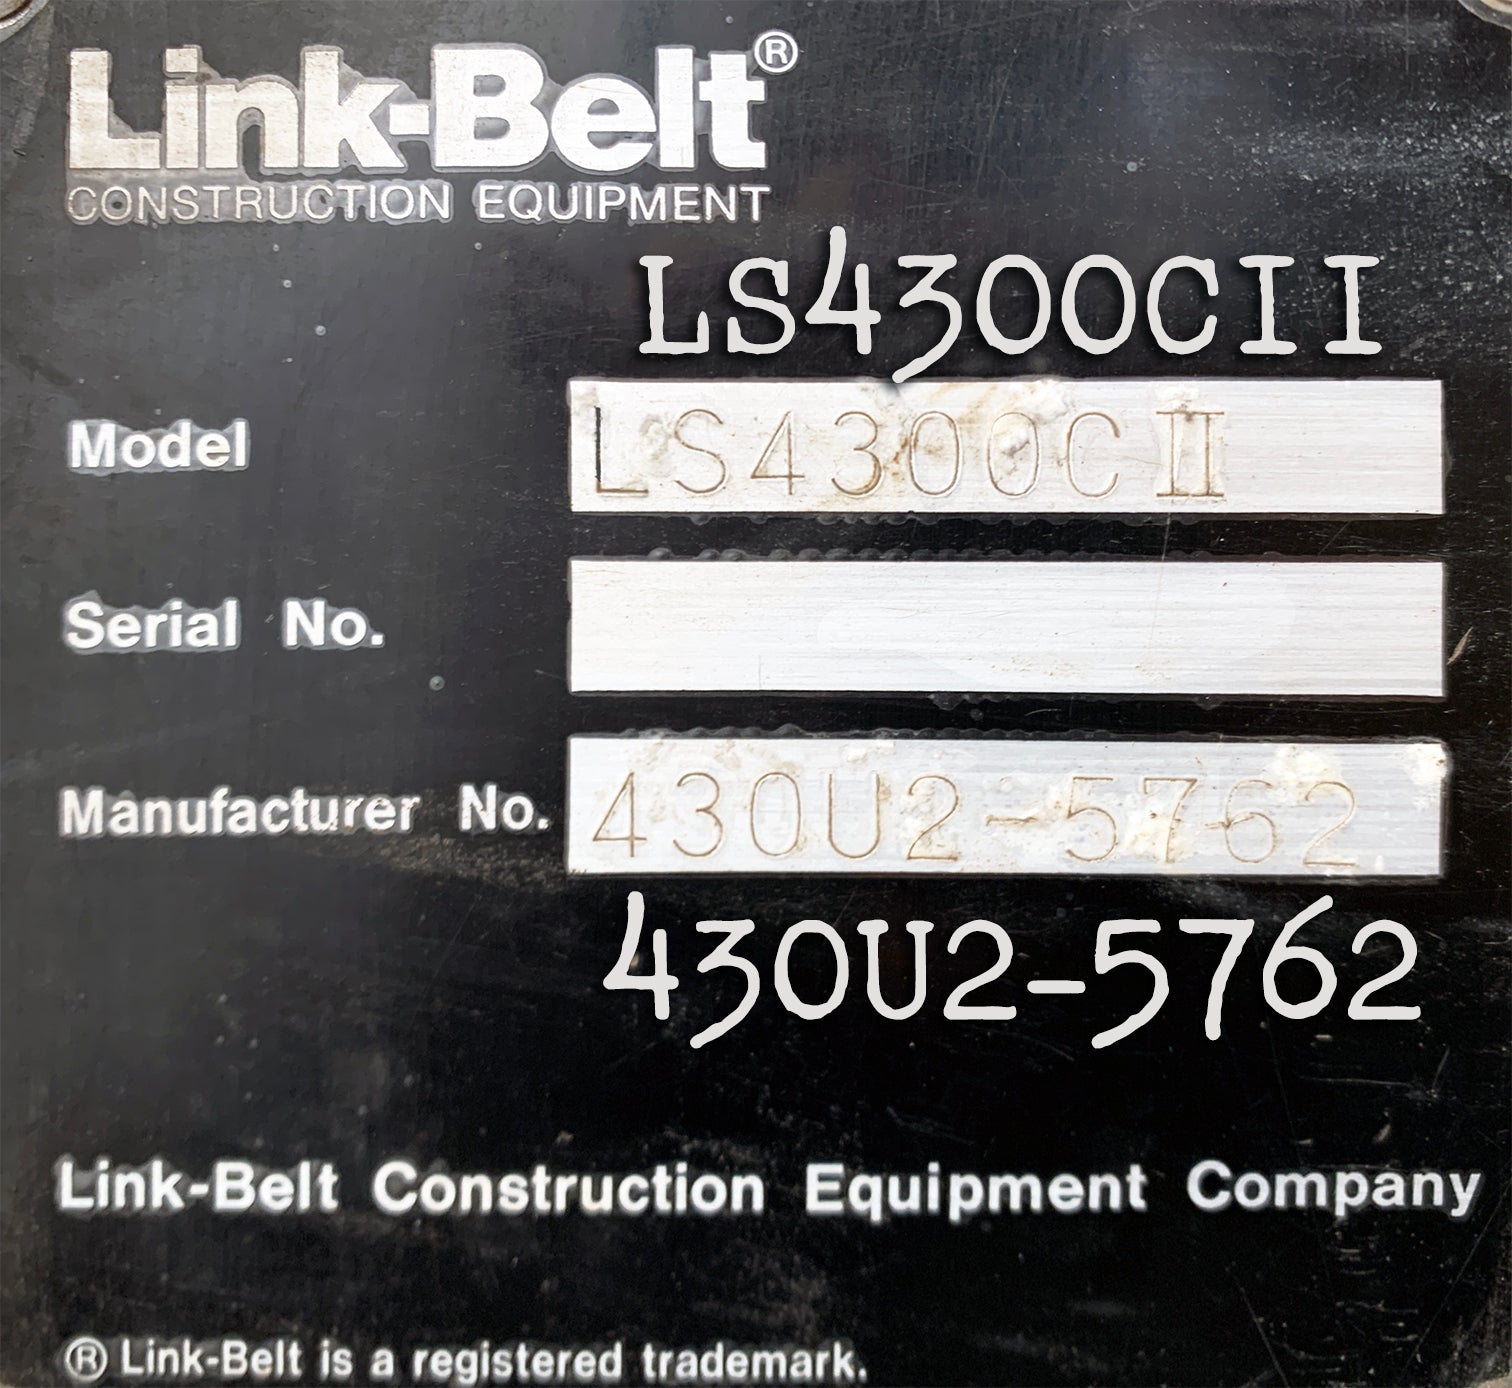 Link-Belt®
CONSTRUCTION EQUIPMENT
LS4300CII
Model LS4300CII
Serial No.
Manufacturer No. 430U2-5762
430U2-5762
Link-Belt Construction Equipment Company
® Link-Belt is a registered trademark.